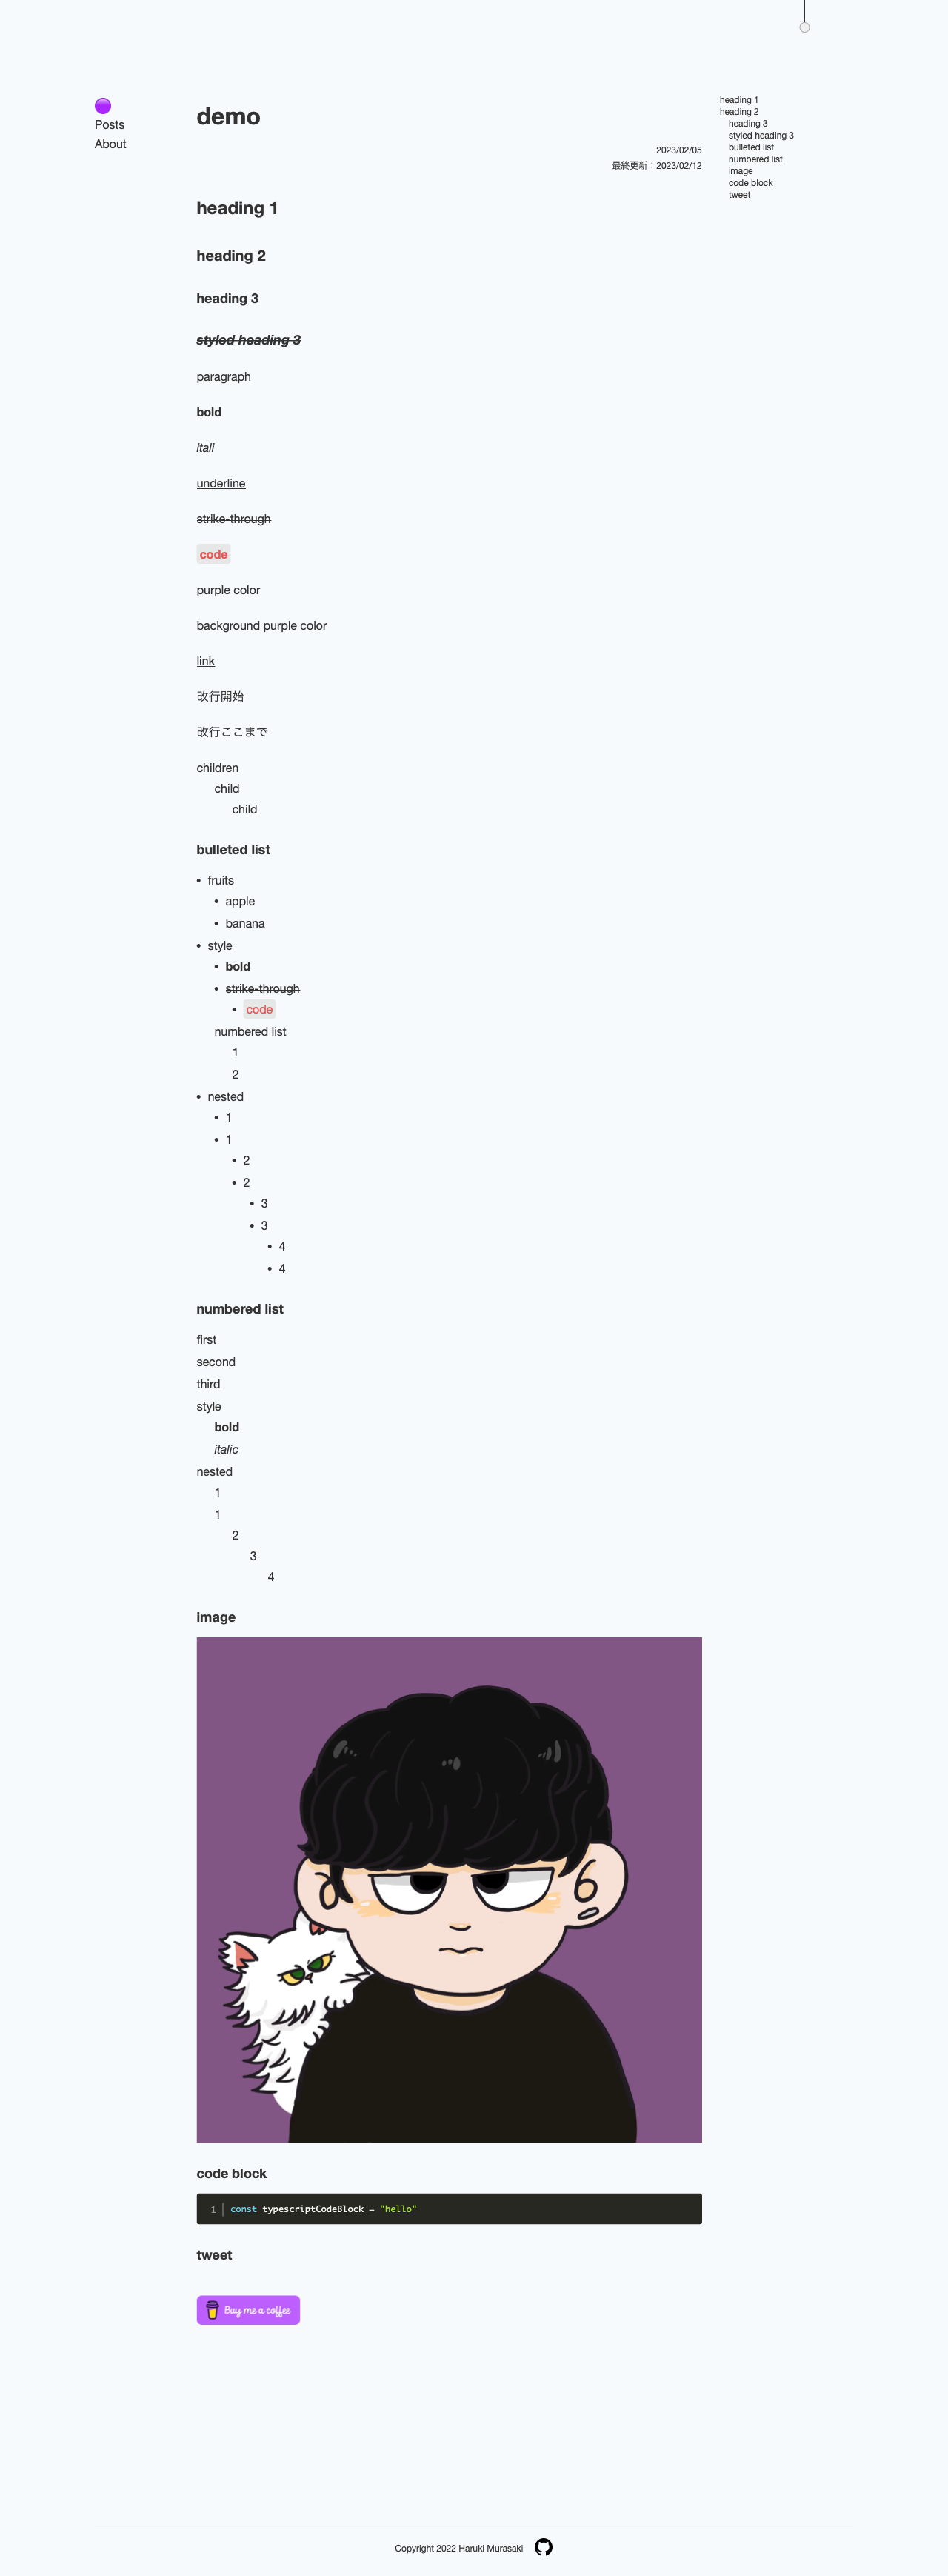 Posts
About
demo
2023/02/05
最終更新：2023/02/12
heading 1
heading 2
heading 3
styled heading 3
bulleted list
numbered list
image
code block
tweet
heading 1
heading 2
heading 3
styled heading 3
paragraph
bold
itali
underline
strike-through
code
purple color
background purple color
link
改行開始
改行ここまで
children
child
child
bulleted list
• fruits
• apple
• banana
• style
• bold
• strike-through
• code
numbered list
1
2
• nested
• 1
• 1
• 2
• 2
• 3
• 3
• 4
• 4
numbered list
first
second
third
style
bold
italic
nested
1
1
2
3
4
image
code block
1 const typescriptCodeBlock = "hello"
tweet
Buy me a coffee
Copyright 2022 Haruki Murasaki